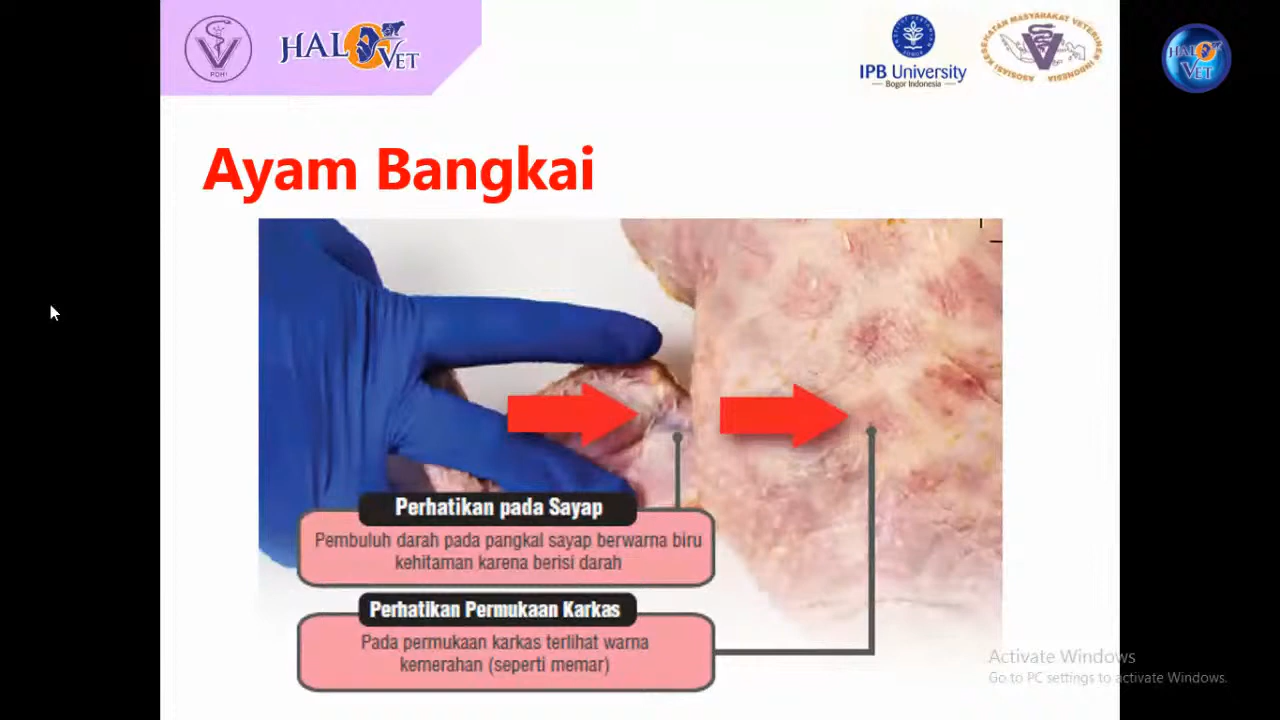 PDHI
HALOVET
IPB University
Bogor Indonesia
ASOSIASI KESEHATAN MASYARAKAT VETERINER INDONESIA
HALO
VET
Ayam Bangkai
Perhatikan pada Sayap
Pembuluh darah pada pangkal sayap berwarna biru
kehitaman karena berisi darah
Perhatikan Permukaan Karkas
Pada permukaan karkas terlihat warna
kemerahan (seperti memar)
Activate Windows
Go to PC settings to activate Windows.